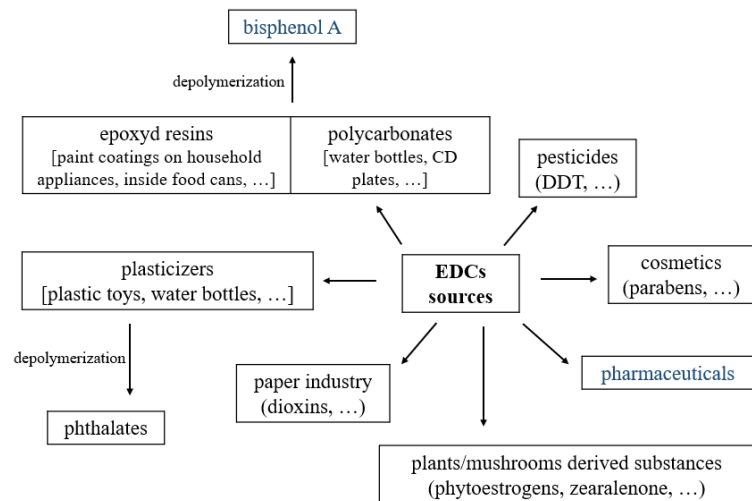 bisphenol A
depolymerization
epoxyd resins
[paint coatings on household
appliances, inside food cans, …]
polycarbonates
[water bottles, CD
plates, …]
pesticides
(DDT, …)
plasticizers
[plastic toys, water bottles, …]
EDCs
sources
cosmetics
(parabens, …)
depolymerization
phthalates
paper industry
(dioxins, …)
pharmaceuticals
plants/mushrooms derived substances
(phytoestrogens, zearalenone, …)